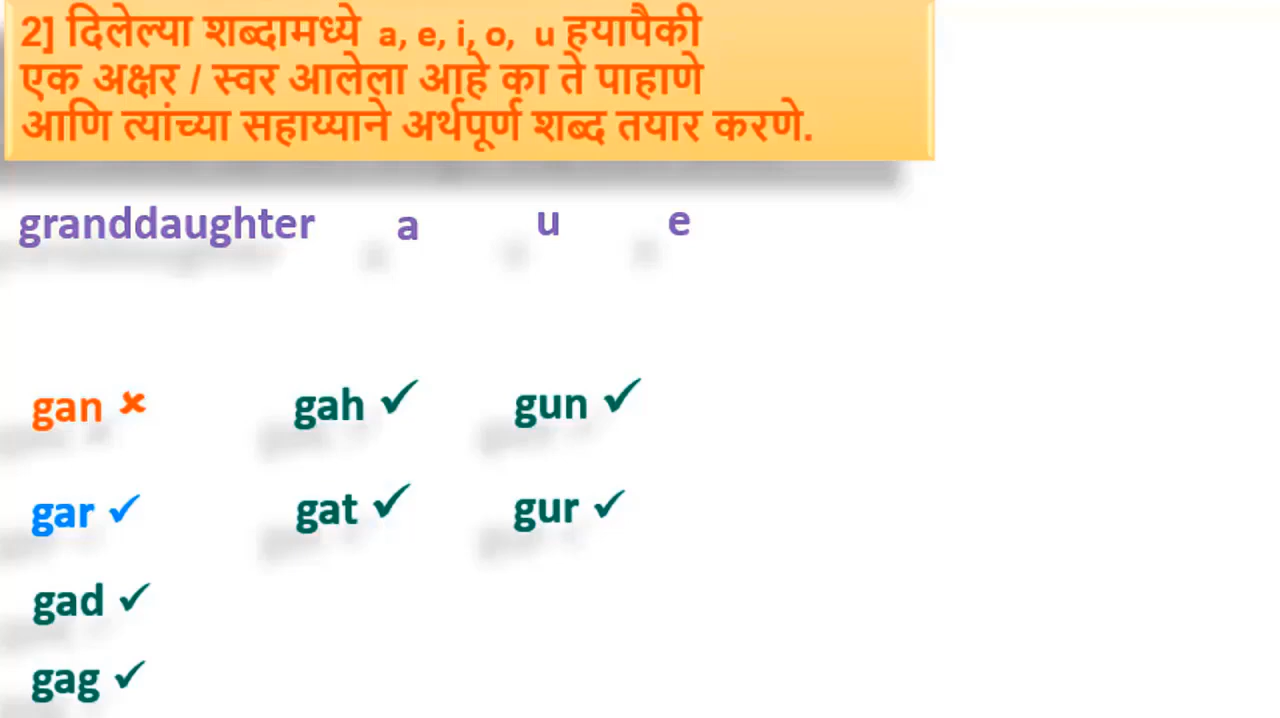 2] दिलेल्या शब्दामध्ये a, e, i, o, u हयापैकी
एक अक्षर / स्वर आलेला आहे का ते पाहाणे
आणि त्यांच्या सहाय्याने अर्थपूर्ण शब्द तयार करणे.
granddaughter a u e
gan ✘ gah ✓ gun ✓
gar ✓ gat ✓ gur ✓
gad ✓
gag ✓